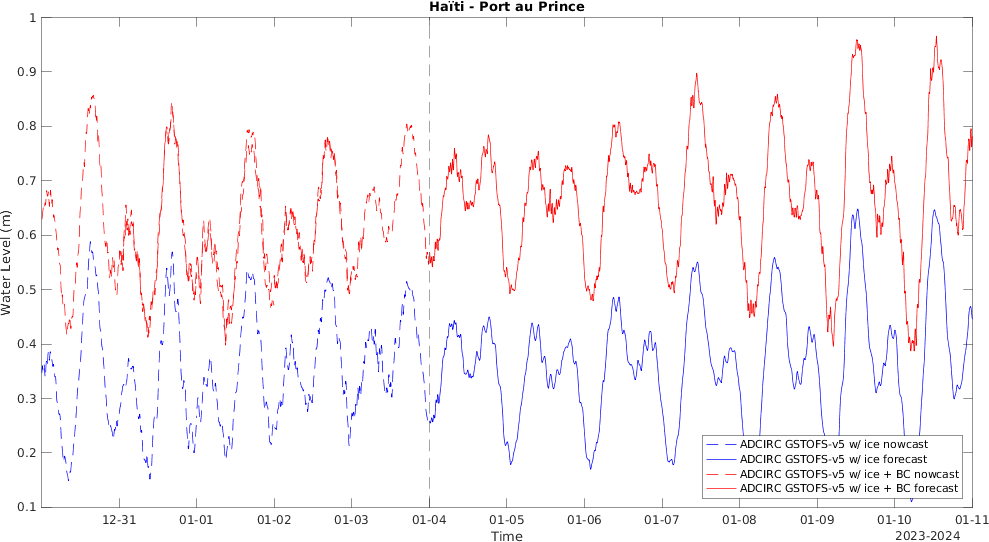 Haïti - Port au Prince
Water Level (m)
1
0.9
0.8
0.7
0.6
0.5
0.4
0.3
0.2
0.1
ADCIRC GSTOFS-v5 w/ ice nowcast
ADCIRC GSTOFS-v5 w/ ice forecast
ADCIRC GSTOFS-v5 w/ ice + BC nowcast
ADCIRC GSTOFS-v5 w/ ice + BC forecast
12-31 01-01 01-02 01-03 01-04 01-05 01-06 01-07 01-08 01-09 01-10 01-11
Time
2023-2024